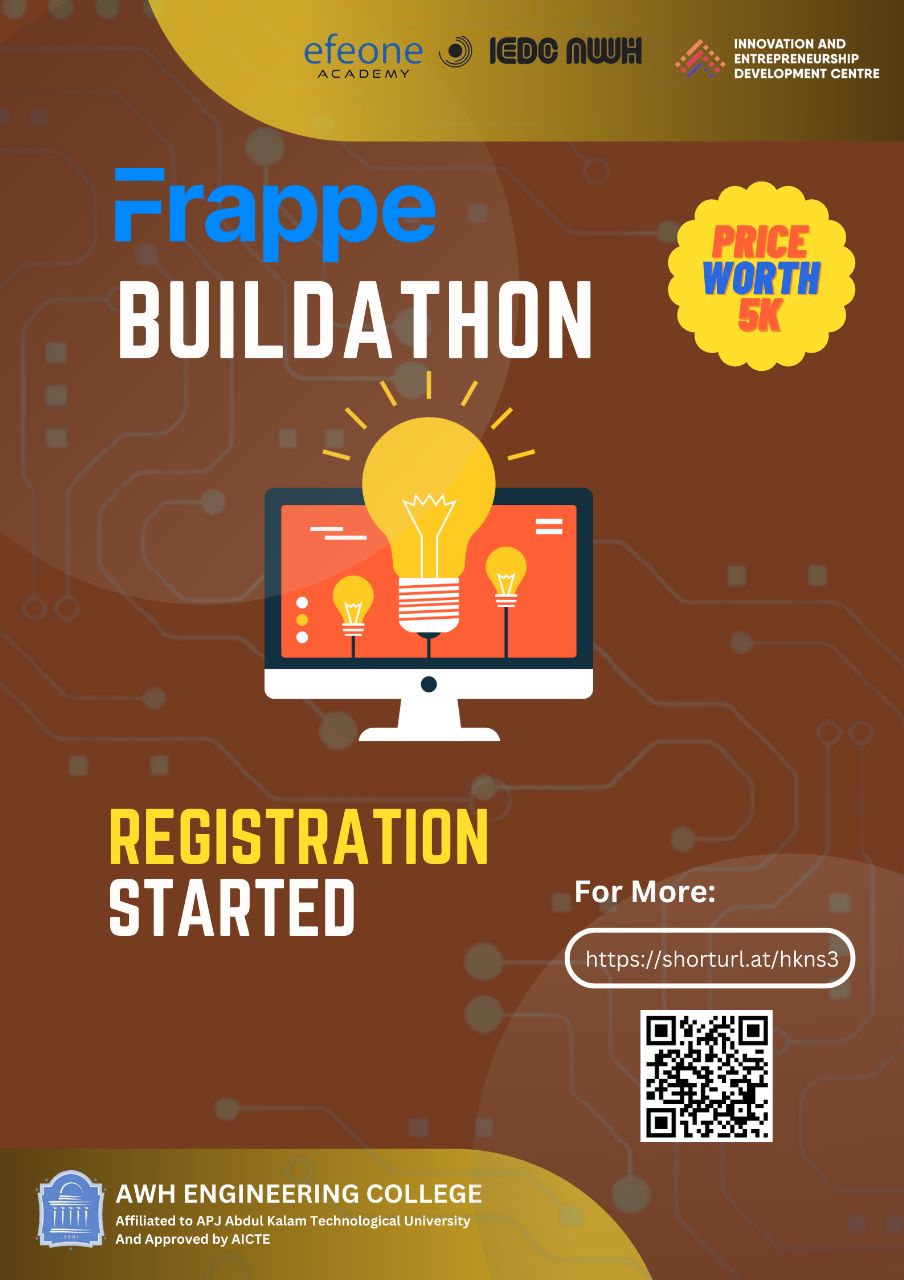 efeone
ACADEMY
IEDC AWH
INNOVATION AND
ENTREPRENEURSHIP
DEVELOPMENT CENTRE
Frappe
BUILDATHON
PRICE
WORTH
5K
REGISTRATION
STARTED
For More:
https://shorturl.at/hkns3
AWH ENGINEERING COLLEGE
Affiliated to APJ Abdul Kalam Technological University
And Approved by AICTE